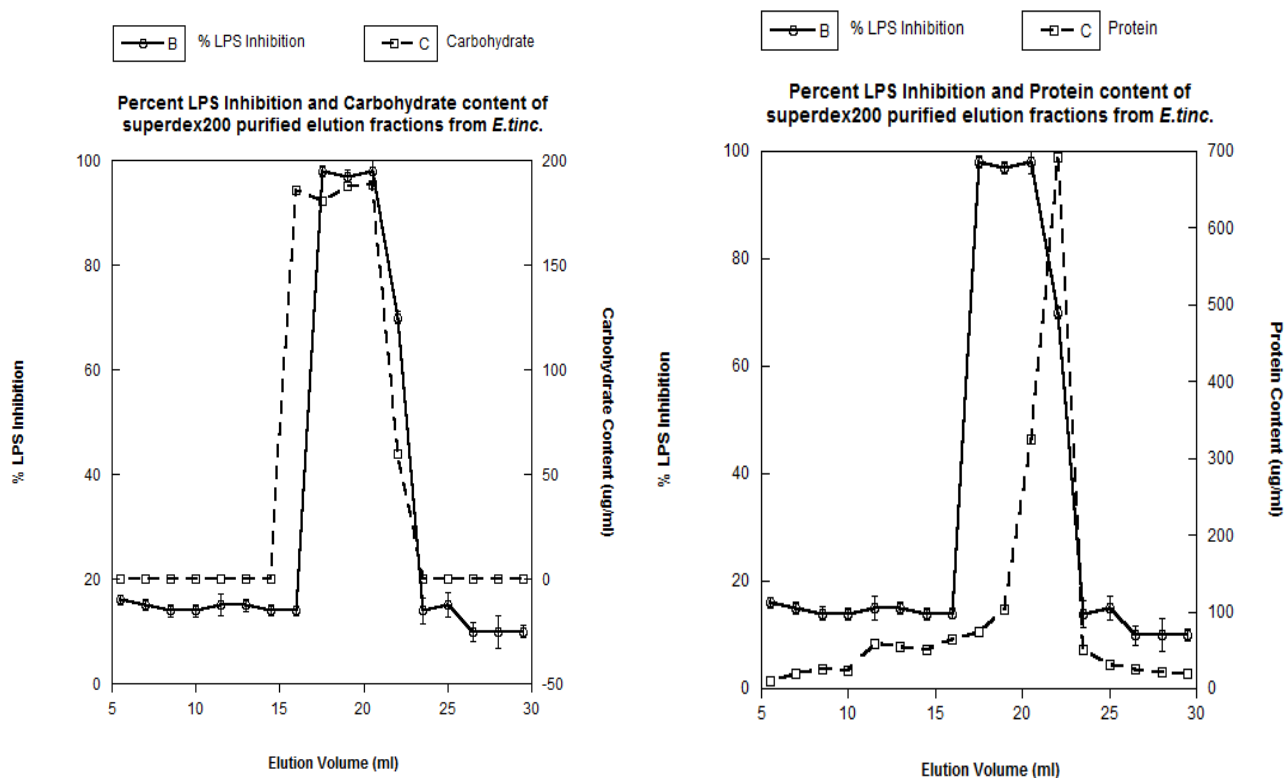 B % LPS Inhibition C Carbohydrate
Percent LPS Inhibition and Carbohydrate content of
superdex200 purified elution fractions from E.tinc.
100
80
60
40
20
0
% LPS Inhibition
200
150
100
50
0
-50
Carbohydrate Content (ug/ml)
5 10 15 20 25 30
Elution Volume (ml)
B % LPS Inhibition C Protein
Percent LPS Inhibition and Protein content of
superdex200 purified elution fractions from E.tinc.
100
80
60
40
20
0
% LPS Inhibition
700
600
500
400
300
200
100
0
Protein Content (ug/ml)
5 10 15 20 25 30
Elution Volume (ml)